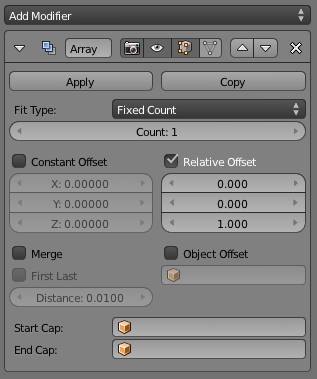 Add Modifier
Array
Apply Copy
Fit Type: Fixed Count
Count: 1
Constant Offset Relative Offset
X: 0.00000 0.000
Y: 0.00000 0.000
Z: 0.00000 1.000
Merge Object Offset
First Last
Distance: 0.0100
Start Cap:
End Cap: